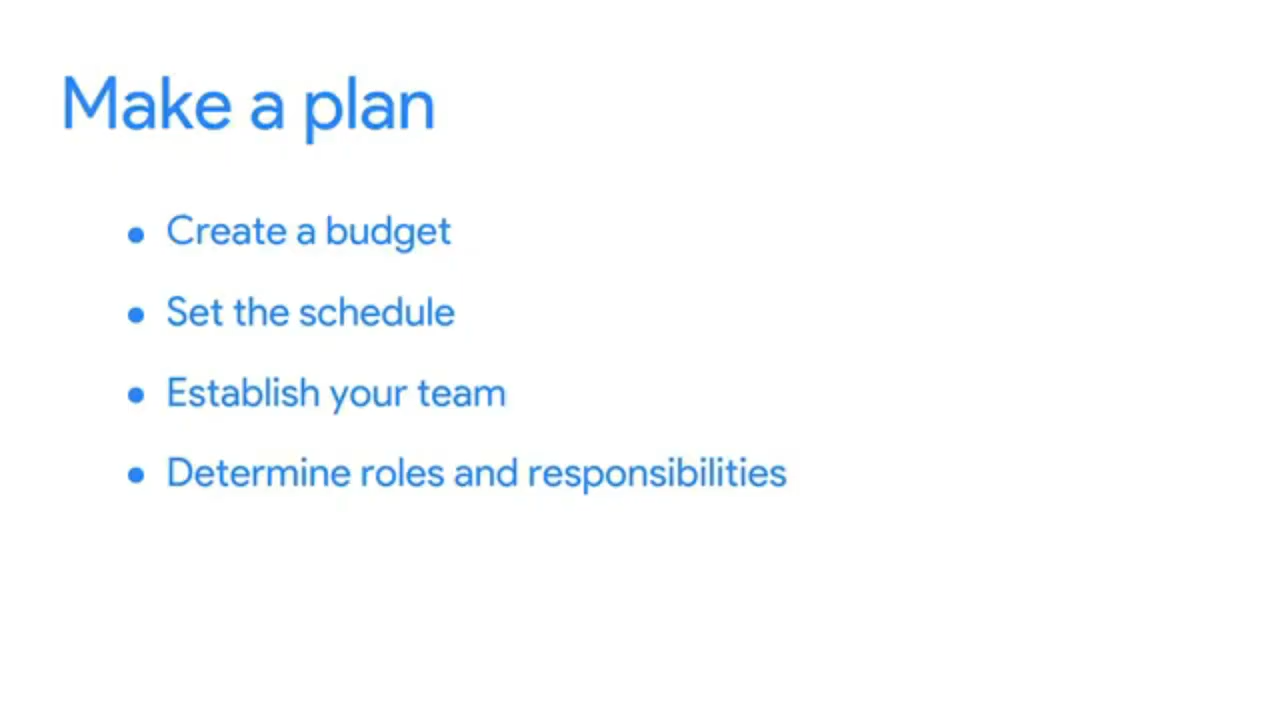 Make a plan
• Create a budget
• Set the schedule
• Establish your team
• Determine roles and responsibilities